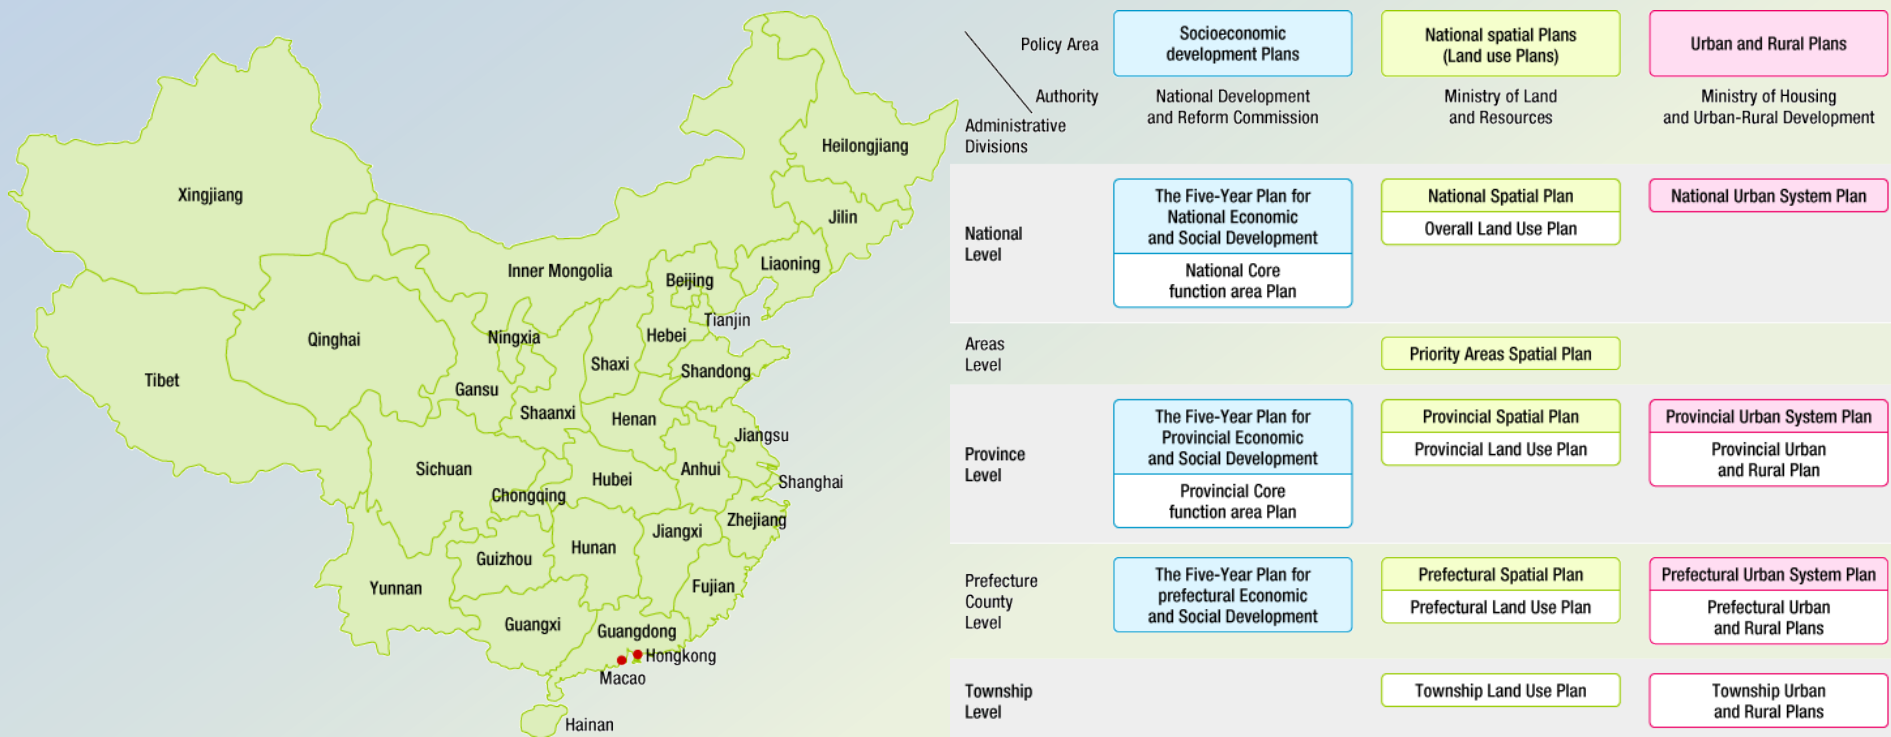 Heilongjiang
Xingjiang
Jilin
Liaoning
Inner Mongolia
Beijing
Tianjin
Ningxia
Hebei
Qinghai
Shaxi
Shandong
Tibet
Gansu
Shaanxi
Henan
Jiangsu
Sichuan
Anhui
Hubei
Shanghai
Chongqing
Zhejiang
Jiangxi
Hunan
Guizhou
Yunnan
Fujian
Guangxi
Guangdong
Hongkong
Macao
Hainan
Policy Area
Socioeconomic
development Plans
National spatial Plans
(Land use Plans)
Urban and Rural Plans
Authority
National Development
and Reform Commission
Ministry of Land
and Resources
Ministry of Housing
and Urban-Rural Development
Administrative
Divisions
National
Level
The Five-Year Plan for
National Economic
and Social Development
National Core
function area Plan
National Spatial Plan
Overall Land Use Plan
National Urban System Plan
Areas
Level
Priority Areas Spatial Plan
Province
Level
The Five-Year Plan for
Provincial Economic
and Social Development
Provincial Core
function area Plan
Provincial Spatial Plan
Provincial Land Use Plan
Provincial Urban System Plan
Provincial Urban
and Rural Plan
Prefecture
County
Level
The Five-Year Plan for
prefectural Economic
and Social Development
Prefectural Spatial Plan
Prefectural Land Use Plan
Prefectural Urban System Plan
Prefectural Urban
and Rural Plans
Township
Level
Township Land Use Plan
Township Urban
and Rural Plans